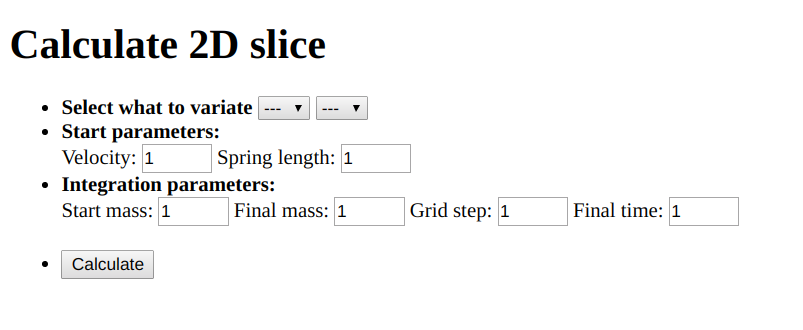 Calculate 2D slice
Select what to variate --- ---
Start parameters:
Velocity: 1 Spring length: 1
Integration parameters:
Start mass: 1 Final mass: 1 Grid step: 1 Final time: 1
Calculate